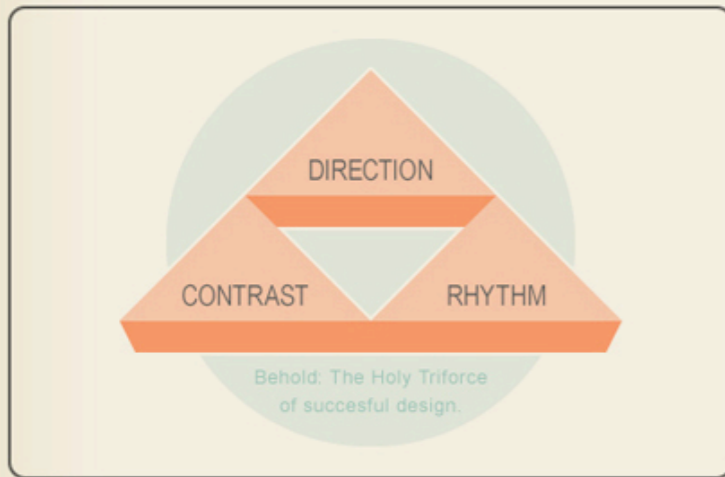 DIRECTION
CONTRAST RHYTHM
Behold: The Holy Triforce
of succesful design.